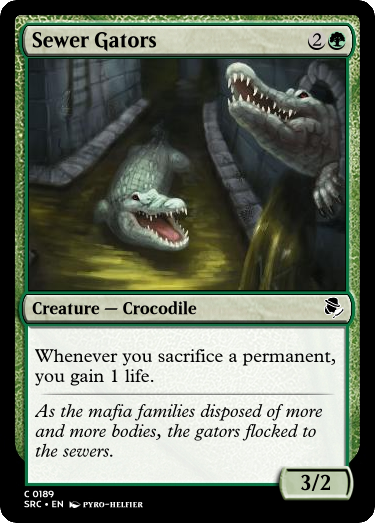 Sewer Gators 2
Creature — Crocodile
Whenever you sacrifice a permanent,
you gain 1 life.
As the mafia families disposed of more
and more bodies, the gators flocked to
the sewers.
3/2
C 0189
SRC • EN PYRO-HELFIER